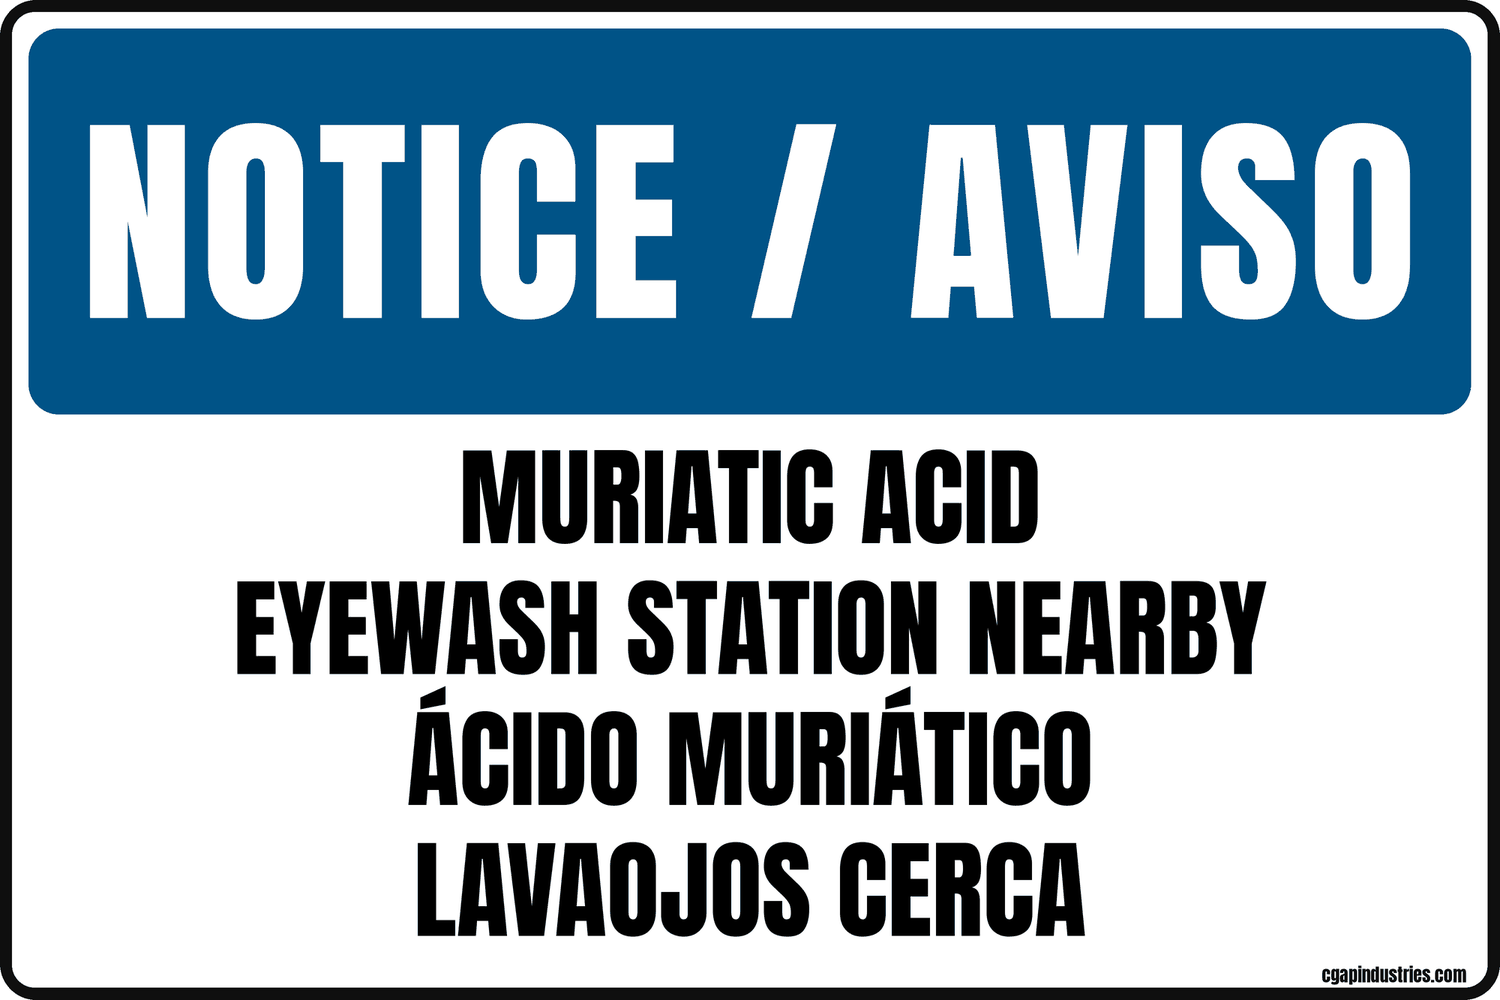 NOTICE / AVISO
MURIATIC ACID
EYEWASH STATION NEARBY
ÁCIDO MURIÁTICO
LAVAOJOS CERCA
cgapindustries.com